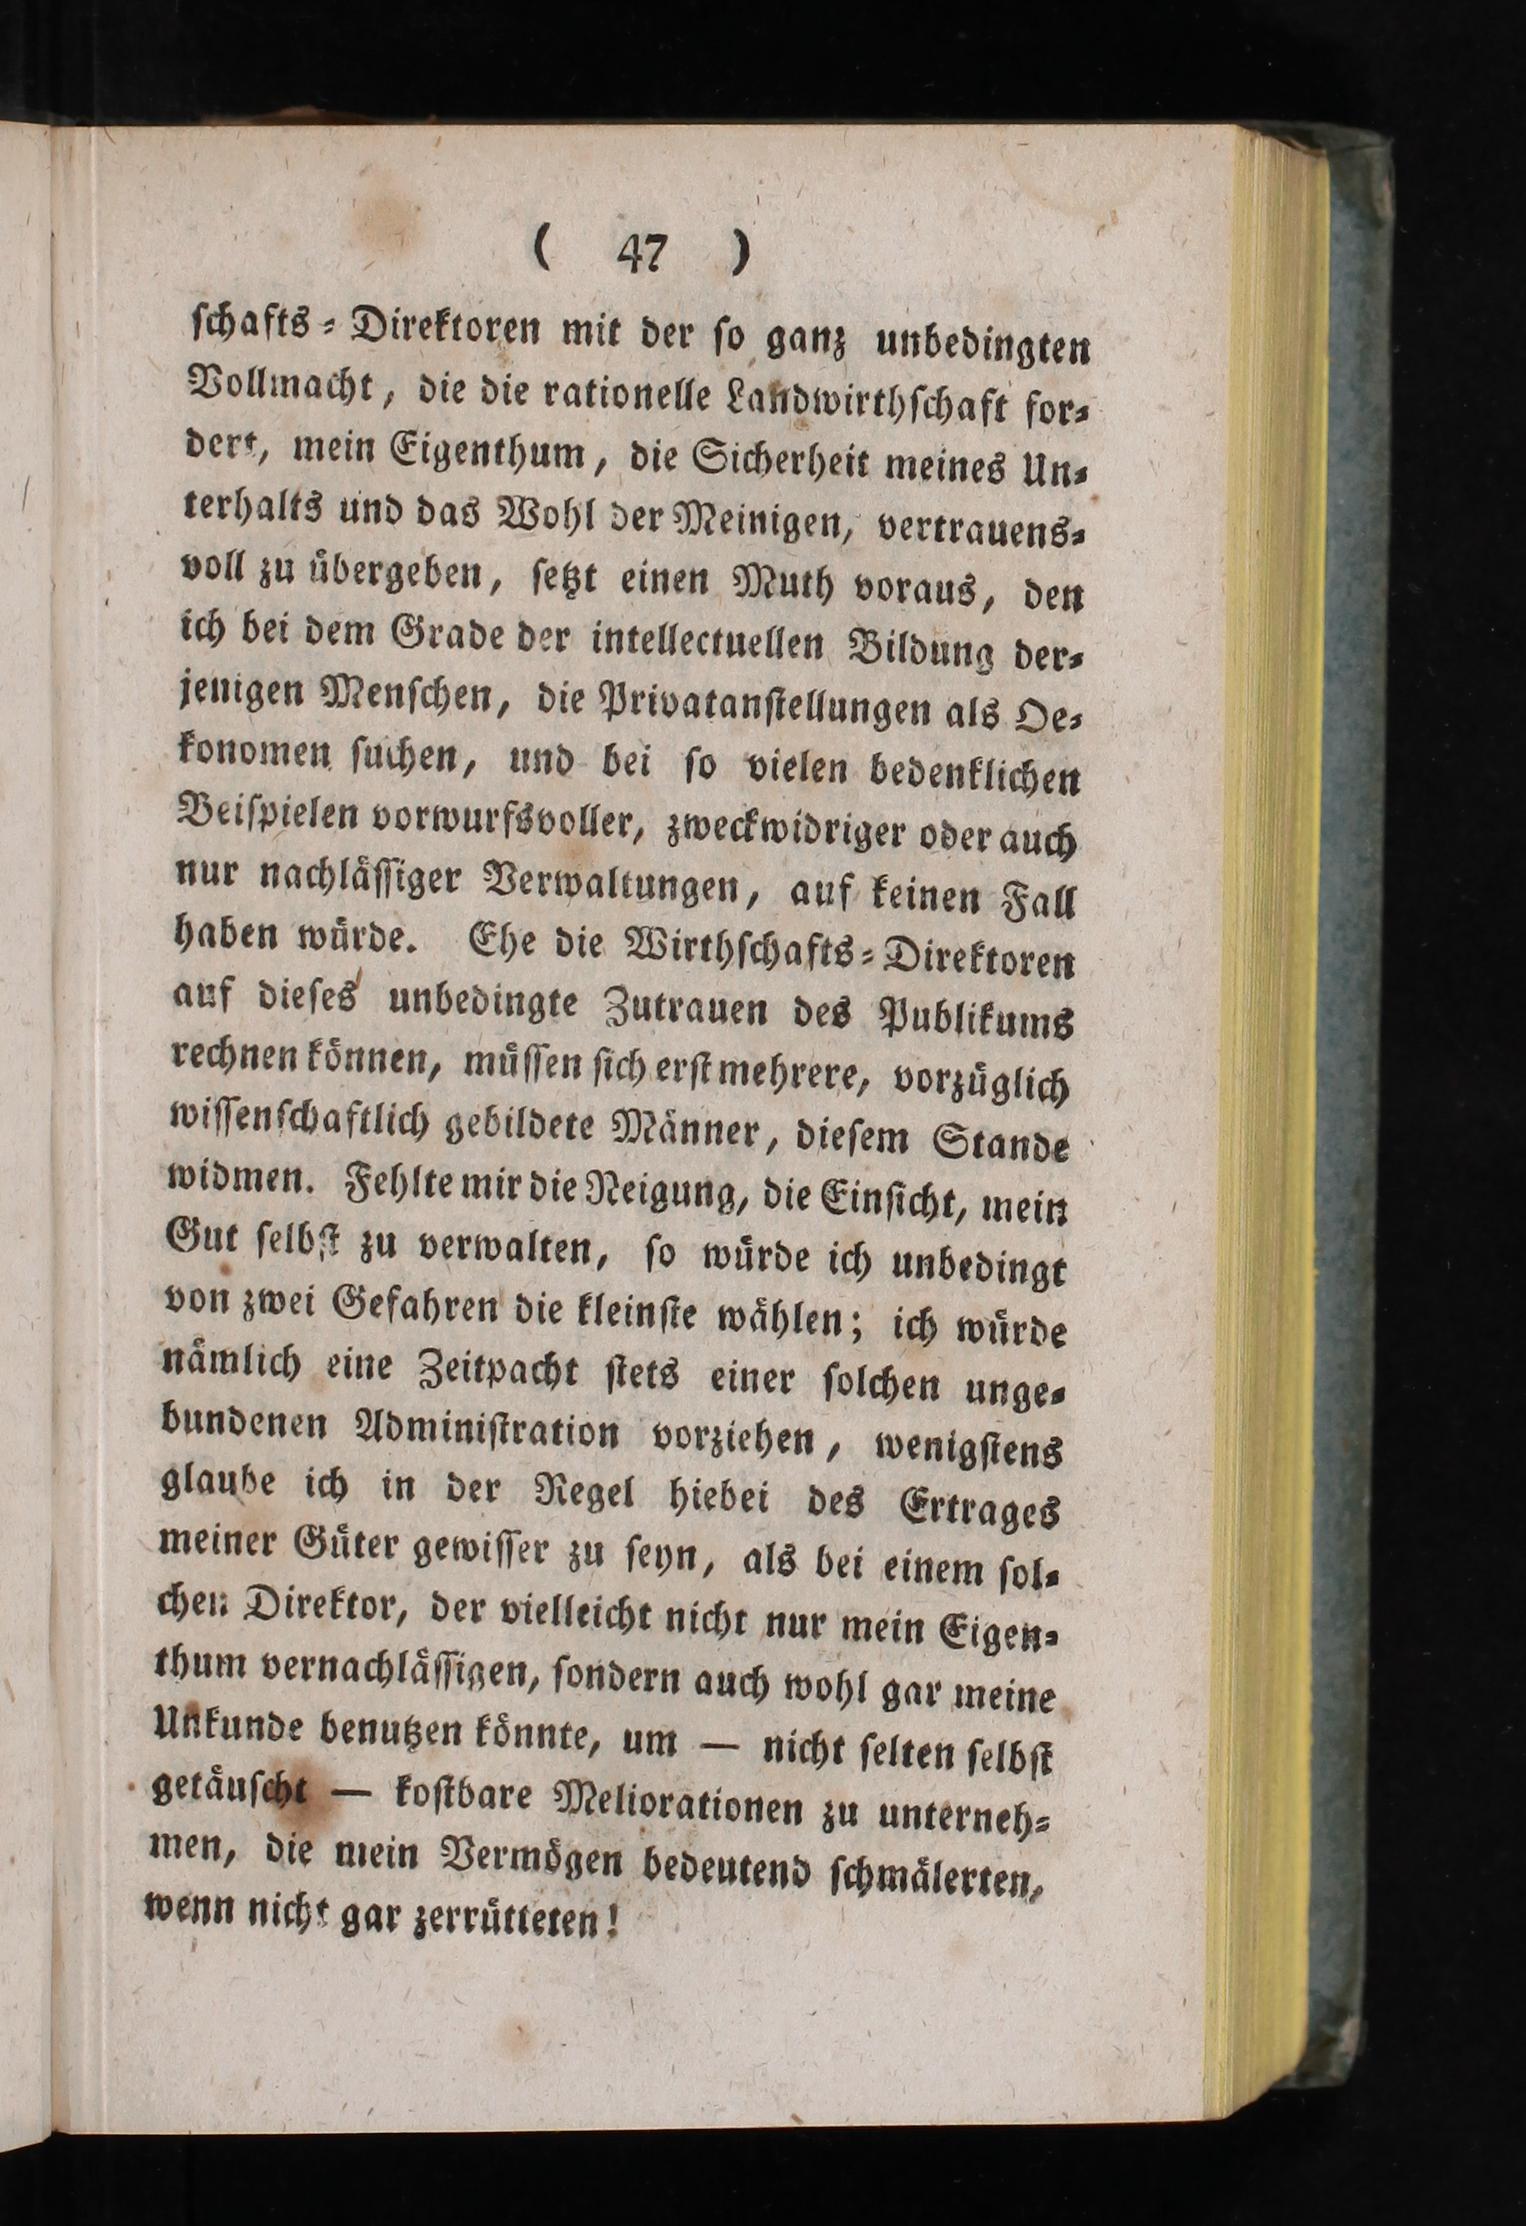 ( 47 )
schafts-Direktoren mit der so ganz unbedingten
Vollmacht, die die rationelle Landwirthschaft for-
dert, mein Eigenthum, die Sicherheit meines Un-
terhalts und das Wohl der Meinigen, vertrauens-
voll zu übergeben, setzt einen Muth voraus, den
ich bei dem Grade der intellectuellen Bildung der-
jenigen Menschen, die Privatanstellungen als Oe-
konomen suchen, und bei so vielen bedenklichen
Beispielen vorwurfsvoller, zweckwidriger oder auch
nur nachlässiger Verwaltungen, auf keinen Fall
haben würde. Ehe die Wirthschafts-Direktoren
auf dieses unbedingte Zutrauen des Publikums
rechnen können, müssen sich erst mehrere, vorzüglich
wissenschaftlich gebildete Männer, diesem Stande
widmen. Fehlte mir die Neigung, die Einsicht, mein
Gut selbst zu verwalten, so würde ich unbedingt
von zwei Gefahren die kleinste wählen; ich würde
nämlich eine Zeitpacht stets einer solchen unge-
bundenen Administration vorziehen, wenigstens
glaube ich in der Regel hiebei des Ertrages
meiner Güter gewisser zu seyn, als bei einem sol-
chen Direktor, der vielleicht nicht nur mein Eigen-
thum vernachlässigen, sondern auch wohl gar meine
Unkunde benutzen könnte, um — nicht selten selbst
getäuscht — kostbare Meliorationen zu unterneh-
men, die mein Vermögen bedeutend schmälerten,
wenn nicht gar zerrütteten!